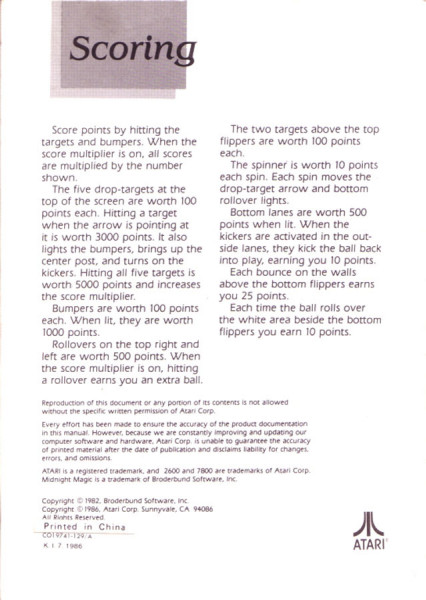 Scoring
Score points by hitting the
targets and bumpers. When the
score multiplier is on, all scores
are multiplied by the number
shown.
The five drop-targets at the
top of the screen are worth 100
points each. Hitting a target
when the arrow is pointing at
it is worth 3000 points. It also
lights the bumpers, brings up the
center post, and turns on the
kickers. Hitting all five targets is
worth 5000 points and increases
the score multiplier.
Bumpers are worth 100 points
each. When lit, they are worth
1000 points.
Rollovers on the top right and
left are worth 500 points. When
the score multiplier is on, hitting
a rollover earns you an extra ball.
The two targets above the top
flippers are worth 100 points
each.
The spinner is worth 10 points
each spin. Each spin moves the
drop-target arrow and bottom
rollover lights.
Bottom lanes are worth 500
points when lit. When the
kickers are activated in the out-
side lanes, they kick the ball back
into play, earning you 10 points.
Each bounce on the walls
above the bottom flippers earns
you 25 points.
Each time the ball rolls over
the white area beside the bottom
flippers you earn 10 points.
Reproduction of this document or any portion of its contents is not allowed
without the specific written permission of Atari Corp.
Every effort has been made to ensure the accuracy of the product documentation
in this manual. However, because we are constantly improving and updating our
computer software and hardware, Atari Corp. is unable to guarantee the accuracy
of printed material after the date of publication and disclaims liability for changes,
errors, and omissions.
ATARI is a registered trademark, and 2600 and 7800 are trademarks of Atari Corp.
Midnight Magic is a trademark of Broderbund Software, Inc.
Copyright © 1982, Broderbund Software, Inc.
Copyright © 1986, Atari Corp. Sunnyvale, CA 94086
All Rights Reserved.
Printed in China
CO19741-129/A
K I 7 1986
ATARI®